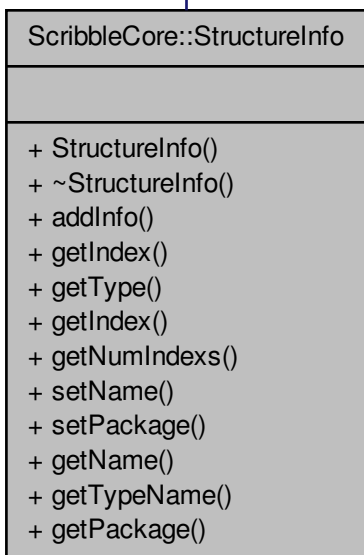 ScribbleCore::StructureInfo
+ StructureInfo()
+ ~StructureInfo()
+ addInfo()
+ getIndex()
+ getType()
+ getIndex()
+ getNumIndexs()
+ setName()
+ setPackage()
+ getName()
+ getTypeName()
+ getPackage()